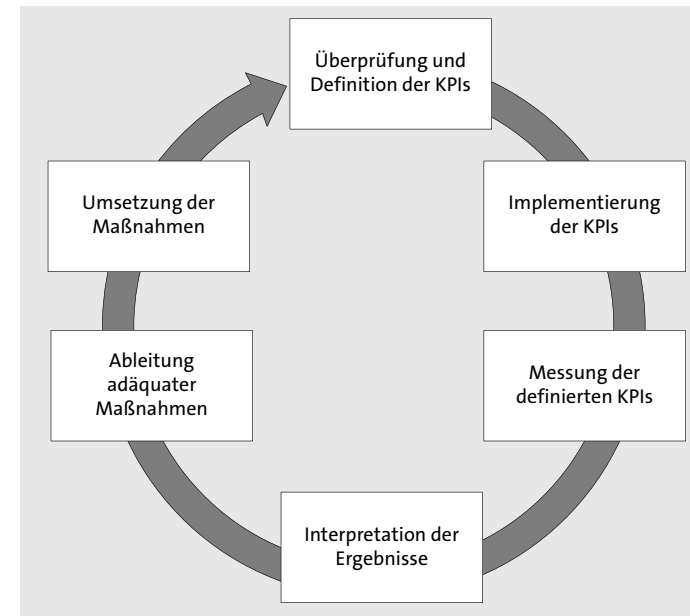 Überprüfung und
Definition der KPIs
Implementierung
der KPIs
Messung der
definierten KPIs
Interpretation der
Ergebnisse
Ableitung
adäquater
Maßnahmen
Umsetzung der
Maßnahmen